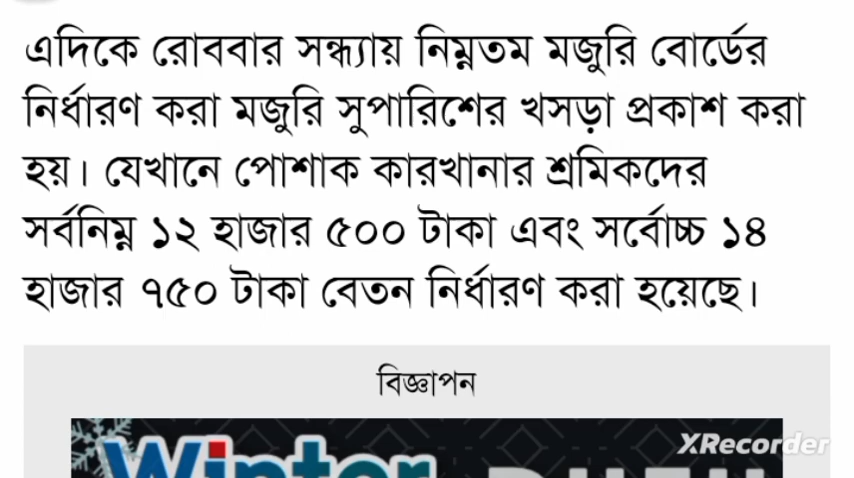 এদিকে রোববার সন্ধ্যায় নিম্নতম মজুরি বোর্ডের
নির্ধারণ করা মজুরি সুপারিশের খসড়া প্রকাশ করা
হয়। যেখানে পোশাক কারখানার শ্রমিকদের
সর্বনিম্ন ১২ হাজার ৫০০ টাকা এবং সর্বোচ্চ ১৪
হাজার ৭৫০ টাকা বেতন নির্ধারণ করা হয়েছে।
বিজ্ঞাপন
XRecorder
Winter